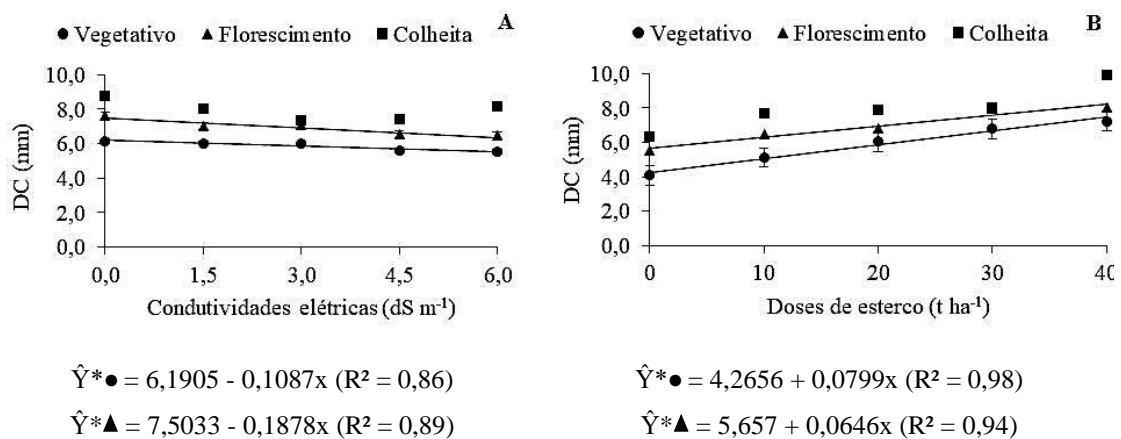 A
● Vegetativo ▲ Florescimento ■ Colheita
10,0
8,0
6,0
4,0
2,0
0,0
DC (mm)
0,0 1,5 3,0 4,5 6,0
Condutividades elétricas (dS m⁻¹)
B
● Vegetativo ▲ Florescimento ■ Colheita
10,0
8,0
6,0
4,0
2,0
0,0
DC (mm)
0 10 20 30 40
Doses de esterco (t ha⁻¹)
Ŷ*● = 6,1905 - 0,1087x (R² = 0,86)
Ŷ*▲ = 7,5033 - 0,1878x (R² = 0,89)
Ŷ*● = 4,2656 + 0,0799x (R² = 0,98)
Ŷ*▲ = 5,657 + 0,0646x (R² = 0,94)